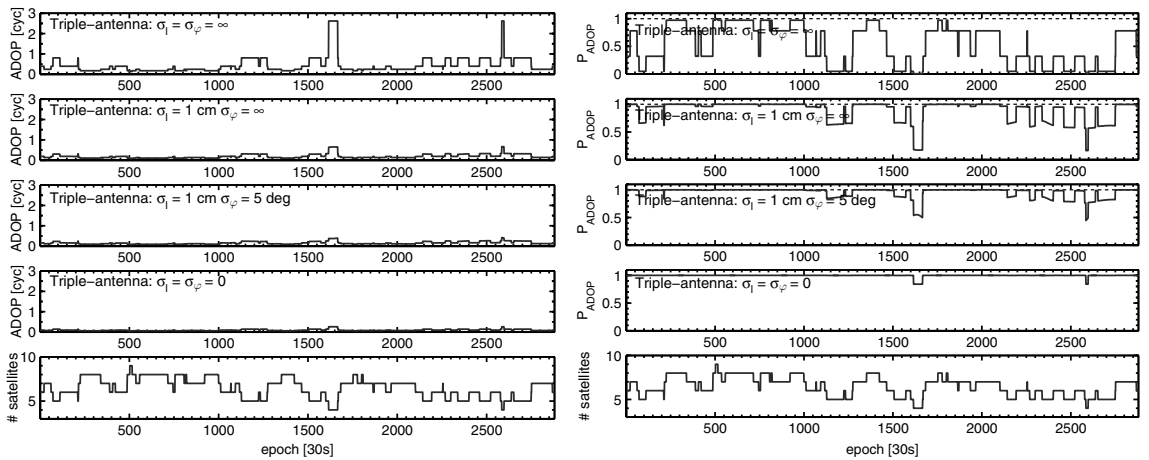 ADOP [cyc]
3
2
1
0
Triple−antenna: σl = σφ = ∞
500 1000 1500 2000 2500
ADOP [cyc]
3
2
1
0
Triple−antenna: σl = 1 cm σφ = ∞
500 1000 1500 2000 2500
ADOP [cyc]
3
2
1
0
Triple−antenna: σl = 1 cm σφ = 5 deg
500 1000 1500 2000 2500
ADOP [cyc]
3
2
1
0
Triple−antenna: σl = σφ = 0
500 1000 1500 2000 2500
# satellites
10
5
500 1000 1500 2000 2500
epoch [30s]
PADOP
1
0.5
0
Triple−antenna: σl = σφ = ∞
500 1000 1500 2000 2500
PADOP
1
0.5
0
Triple−antenna: σl = 1 cm σφ = ∞
500 1000 1500 2000 2500
PADOP
1
0.5
0
Triple−antenna: σl = 1 cm σφ = 5 deg
500 1000 1500 2000 2500
PADOP
1
0.5
0
Triple−antenna: σl = σφ = 0
500 1000 1500 2000 2500
# satellites
10
5
500 1000 1500 2000 2500
epoch [30s]